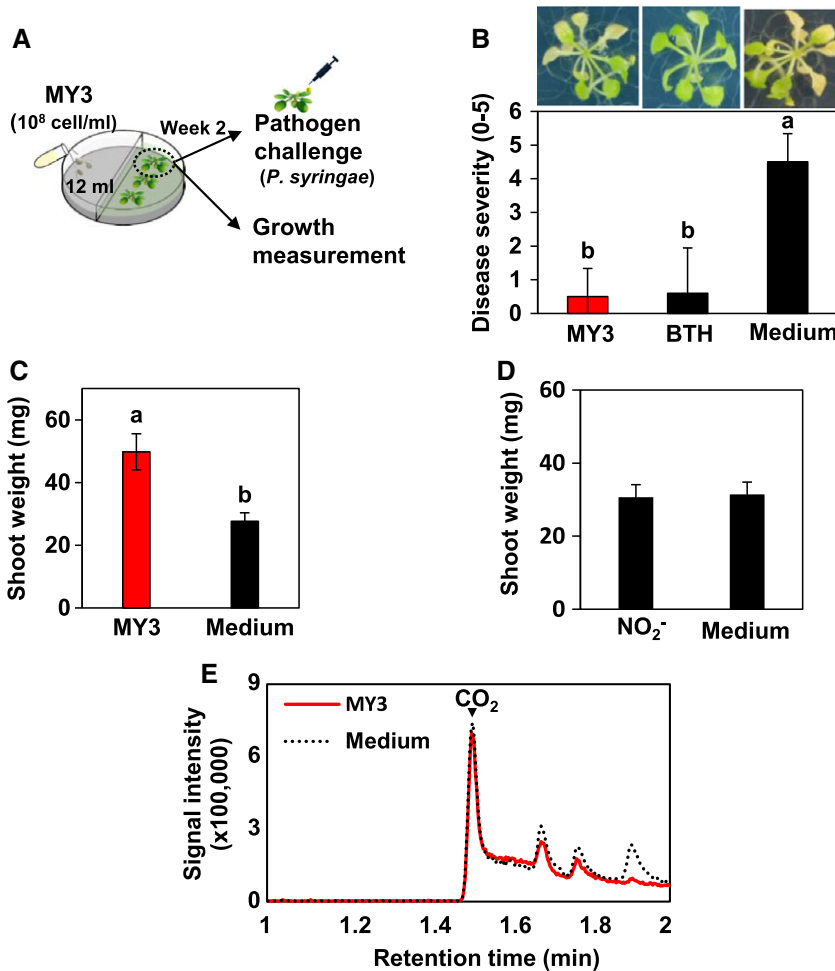 A
MY3
(10⁸ cell/ml)
12 ml
Week 2
Pathogen
challenge
(P. syringae)
Growth
measurement
B
Disease severity (0-5)
6
5
4
3
2
1
0
b
b
a
MY3 BTH Medium
C
Shoot weight (mg)
60
40
20
0
a
b
MY3 Medium
D
Shoot weight (mg)
60
40
20
0
NO₂⁻ Medium
E
Signal intensity
(x100,000)
9
6
3
0
MY3
Medium
CO₂
1 1.2 1.4 1.6 1.8 2
Retention time (min)